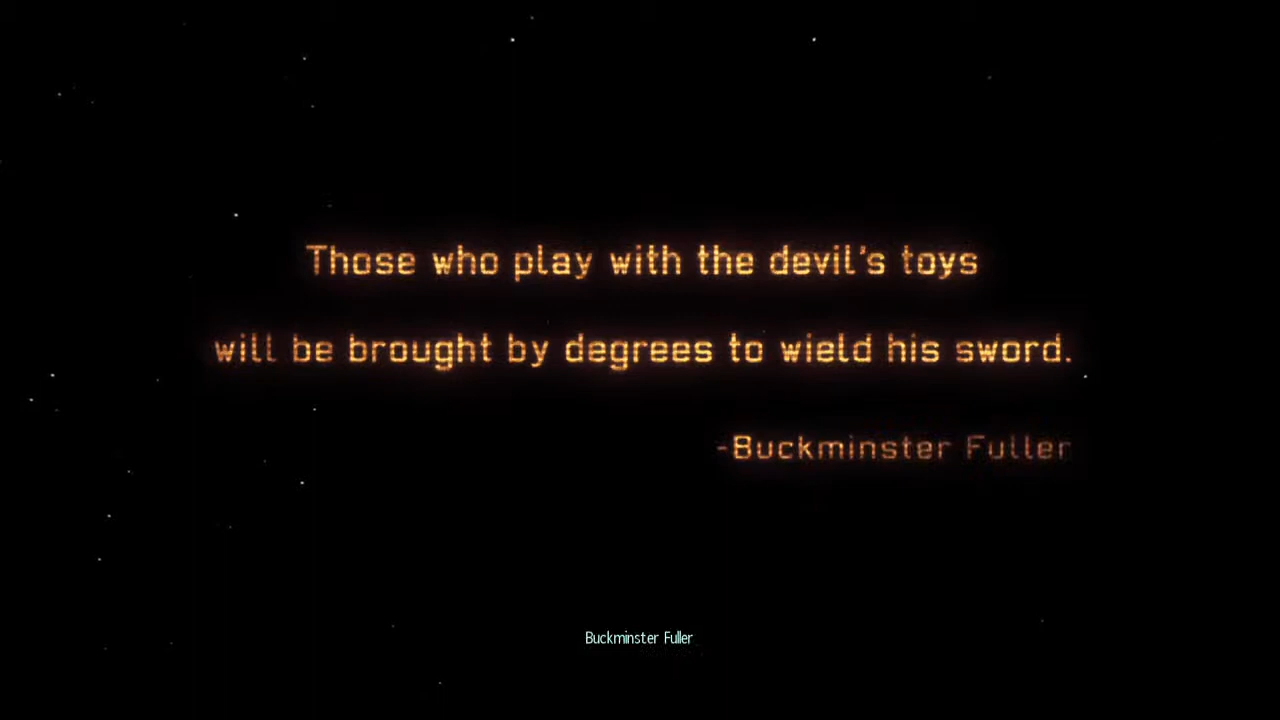 Those who play with the devil's toys
will be brought by degrees to wield his sword.
-Buckminster Fuller
Buckminster Fuller